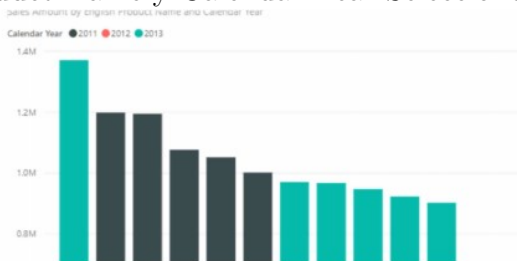 Sales Amount by English Product Name and Calendar Year
Calendar Year 2011 2012 2013
1.4M
1.2M
1.0M
0.8M